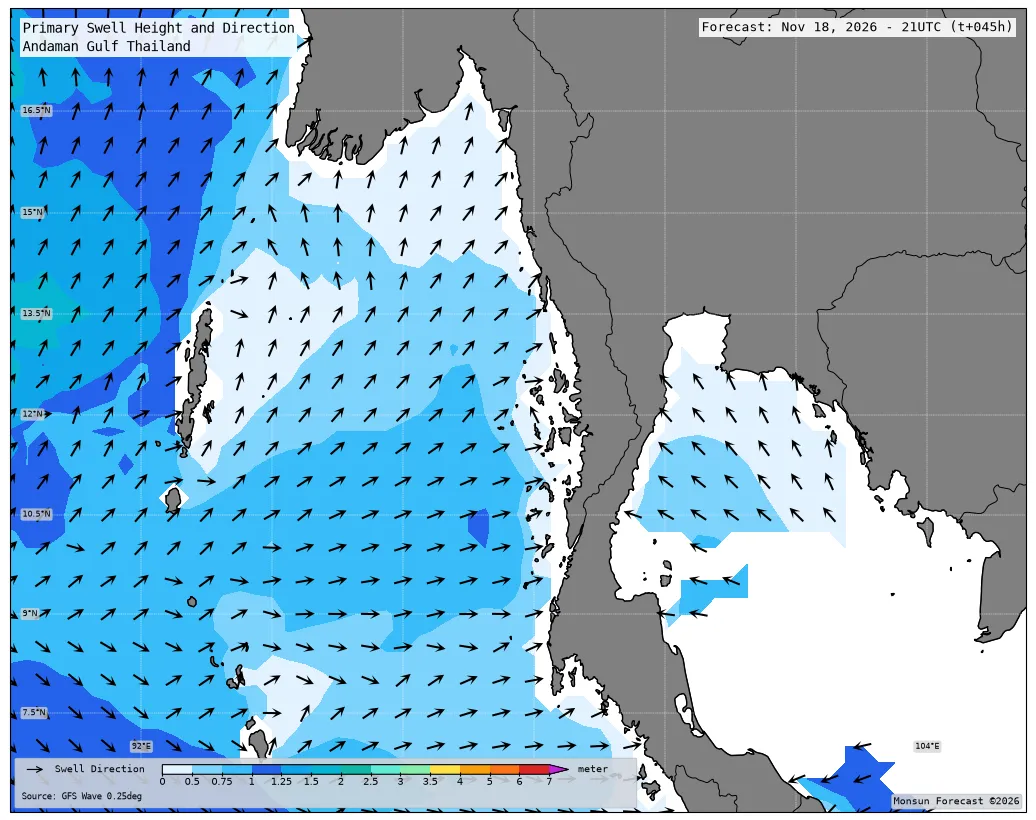 Primary Swell Height and Direction
Andaman Gulf Thailand
Forecast: Nov 18, 2026 - 21UTC (t+045h)
16.5°N
15°N
13.5°N
12°N
10.5°N
9°N
7.5°N
92°E
104°E
Swell Direction
0 0.5 0.75 1 1.25 1.5 2 2.5 3 3.5 4 5 6 7
meter
Source: GFS Wave 0.25deg
Monsun Forecast ©2026